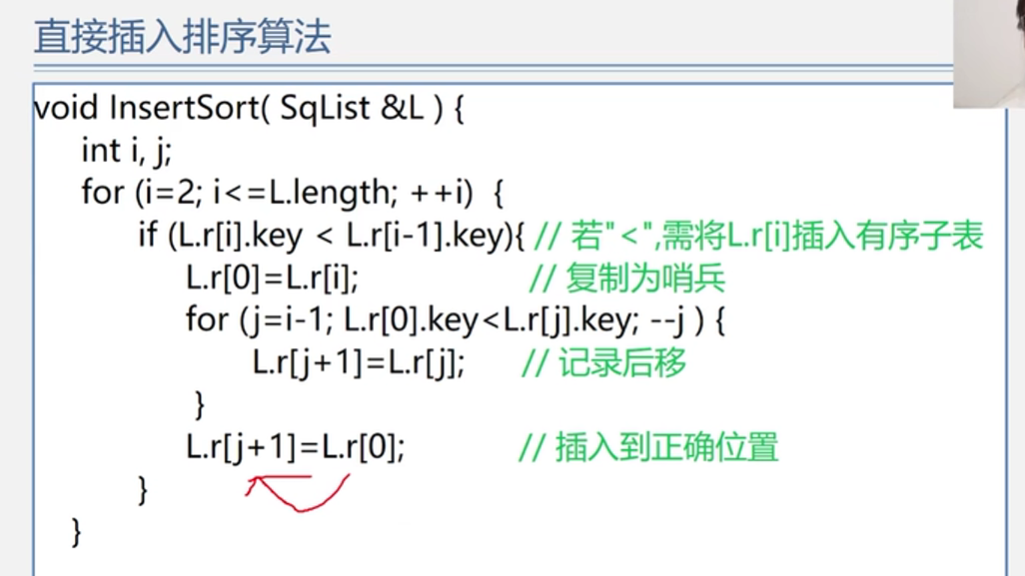 直接插入排序算法
void InsertSort( SqList &L ) {
int i, j;
for (i=2; i<=L.length; ++i) {
if (L.r[i].key < L.r[i-1].key){ // 若"<",需将L.r[i]插入有序子表
L.r[0]=L.r[i]; // 复制为哨兵
for (j=i-1; L.r[0].key<L.r[j].key; --j ) {
L.r[j+1]=L.r[j]; // 记录后移
}
L.r[j+1]=L.r[0]; // 插入到正确位置
}
}